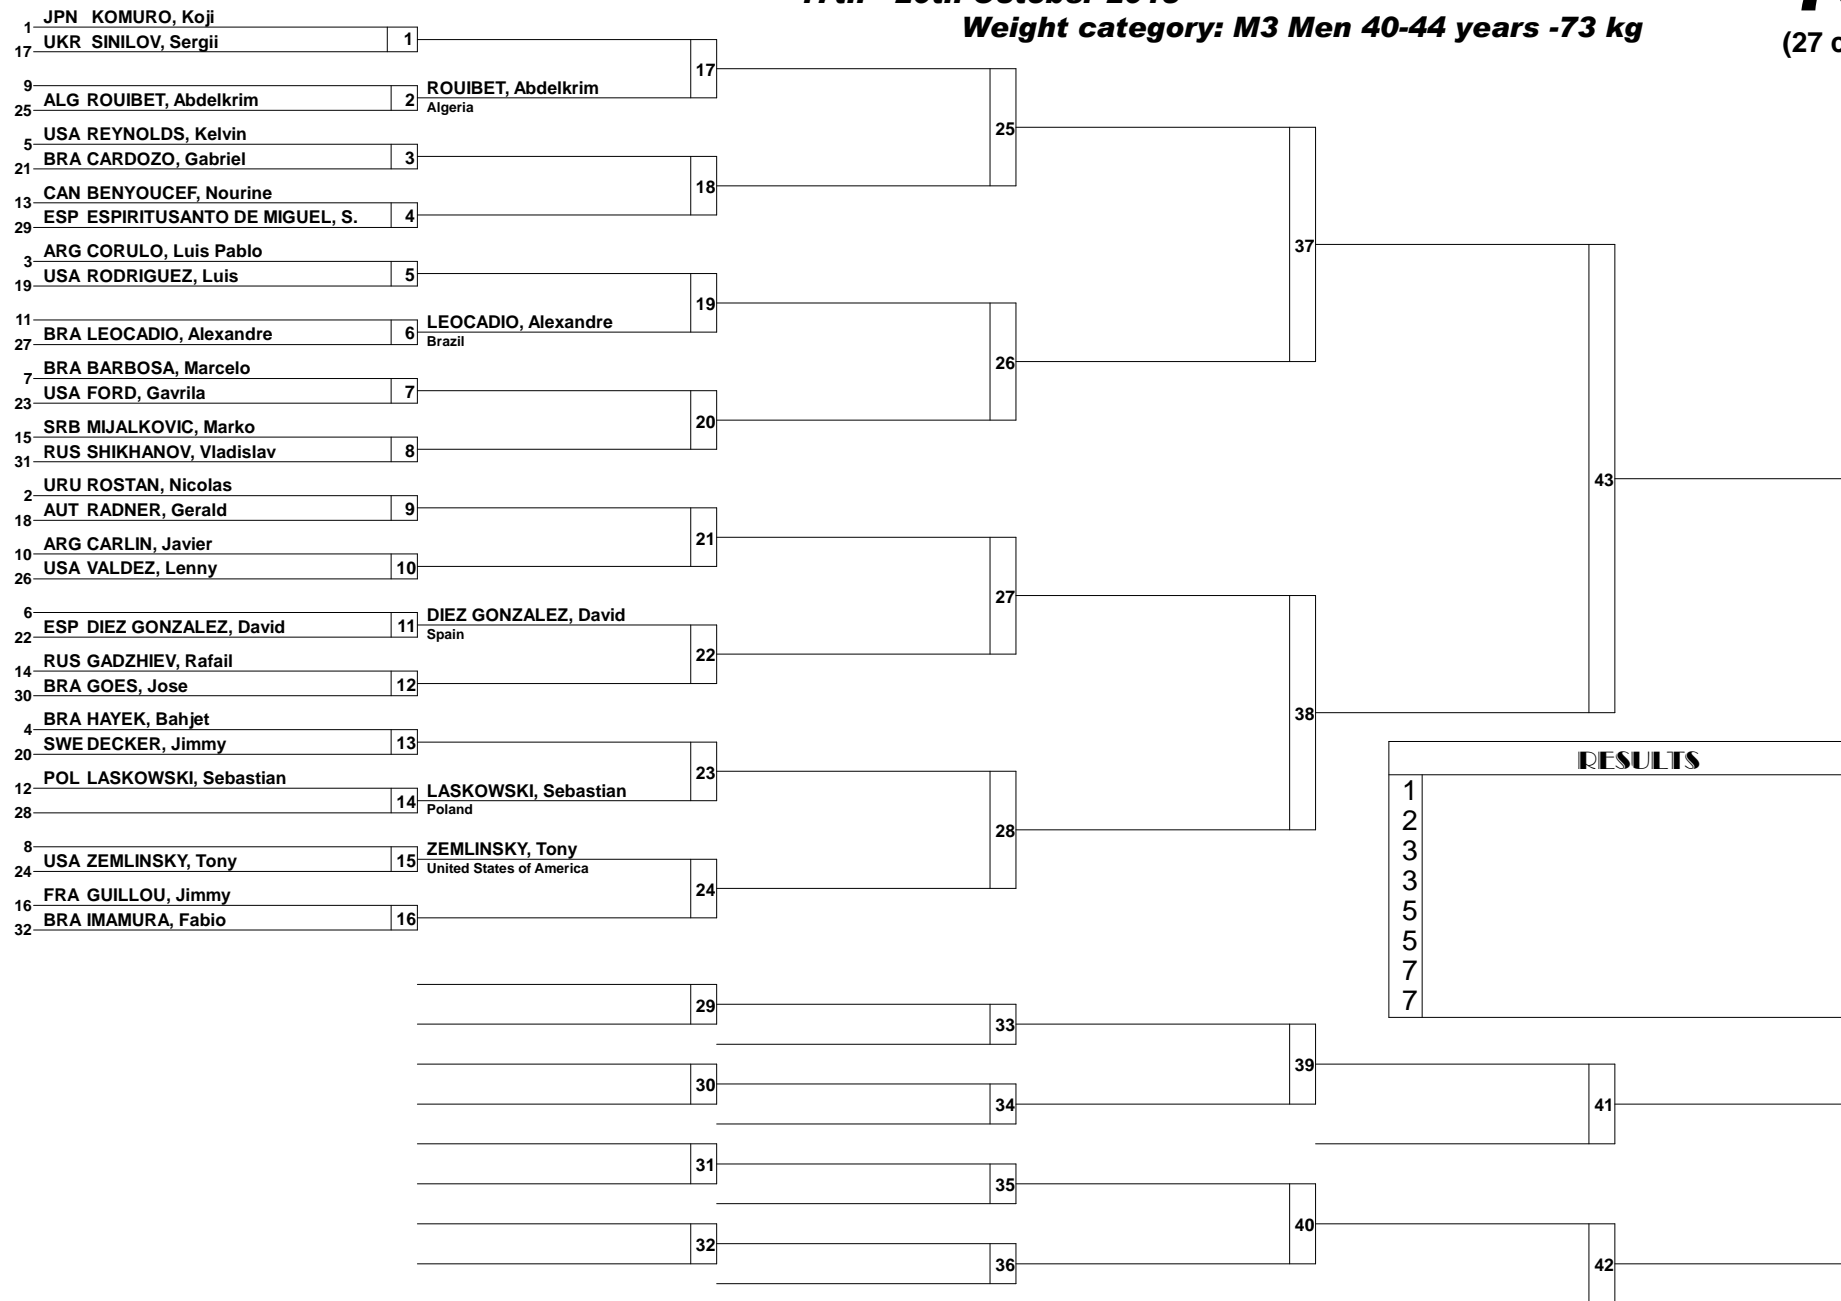 Weight category: M3 Men 40-44 years -73 kg
(27
1 JPN KOMURO, Koji
17 UKR SINILOV, Sergii 1
9
25 ALG ROUIBET, Abdelkrim 2
ROUIBET, Abdelkrim
Algeria
5 USA REYNOLDS, Kelvin
21 BRA CARDOZO, Gabriel 3
13 CAN BENYOUCEF, Nourine
29 ESP ESPIRITUSANTO DE MIGUEL, S. 4
3 ARG CORULO, Luis Pablo
19 USA RODRIGUEZ, Luis 5
11
27 BRA LEOCADIO, Alexandre 6
LEOCADIO, Alexandre
Brazil
7 BRA BARBOSA, Marcelo
23 USA FORD, Gavrila 7
15 SRB MIJALKOVIC, Marko
31 RUS SHIKHANOV, Vladislav 8
2 URU ROSTAN, Nicolas
18 AUT RADNER, Gerald 9
10 ARG CARLIN, Javier
26 USA VALDEZ, Lenny 10
6
22 ESP DIEZ GONZALEZ, David 11
DIEZ GONZALEZ, David
Spain
14 RUS GADZHIEV, Rafail
30 BRA GOES, Jose 12
4 BRA HAYEK, Bahjet
20 SWE DECKER, Jimmy 13
12 POL LASKOWSKI, Sebastian
28 14
LASKOWSKI, Sebastian
Poland
8
24 USA ZEMLINSKY, Tony 15
ZEMLINSKY, Tony
United States of America
16 FRA GUILLOU, Jimmy
32 BRA IMAMURA, Fabio 16
17
18
19
20
21
22
23
24
25
26
27
28
37
38
43
RESULTS
1
2
3
3
5
5
7
7
29
30
31
32
33
34
35
36
39
40
41
42